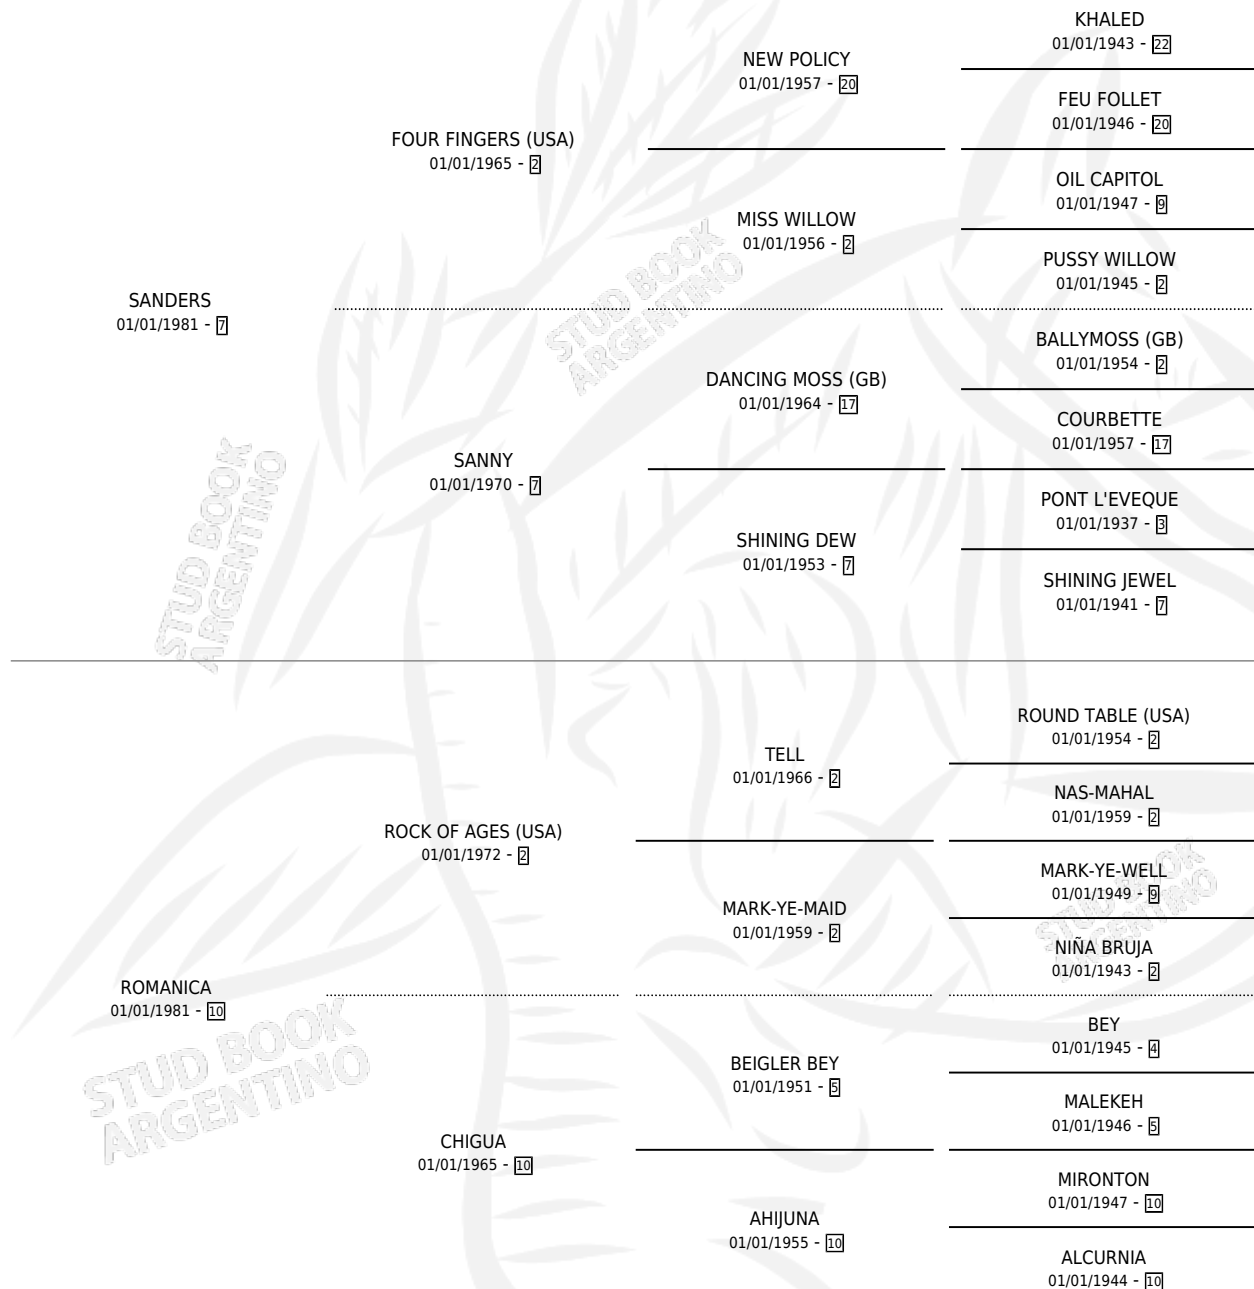 KHALED
01/01/1943 - 22
NEW POLICY
01/01/1957 - 20
FEU FOLLET
01/01/1946 - 20
FOUR FINGERS (USA)
01/01/1965 - 2
OIL CAPITOL
01/01/1947 - 9
MISS WILLOW
01/01/1956 - 2
PUSSY WILLOW
01/01/1945 - 2
SANDERS
01/01/1981 - 7
BALLYMOSS (GB)
01/01/1954 - 2
DANCING MOSS (GB)
01/01/1964 - 17
COURBETTE
01/01/1957 - 17
SANNY
01/01/1970 - 7
PONT L'EVEQUE
01/01/1937 - 3
SHINING DEW
01/01/1953 - 7
SHINING JEWEL
01/01/1941 - 7
STUD BOOK
ARGENTINO
STUD BOOK
ARGENTINO
ROUND TABLE (USA)
01/01/1954 - 2
TELL
01/01/1966 - 2
NAS-MAHAL
01/01/1959 - 2
ROCK OF AGES (USA)
01/01/1972 - 2
MARK-YE-WELL
01/01/1949 - 9
MARK-YE-MAID
01/01/1959 - 2
NIÑA BRUJA
01/01/1943 - 2
STUD BOOK
ARGENTINO
ROMANICA
01/01/1981 - 10
BEY
01/01/1945 - 4
BEIGLER BEY
01/01/1951 - 5
MALEKEH
01/01/1946 - 5
STUD BOOK
ARGENTINO
CHIGUA
01/01/1965 - 10
MIRONTON
01/01/1947 - 10
AHIJUNA
01/01/1955 - 10
ALCURNIA
01/01/1944 - 10